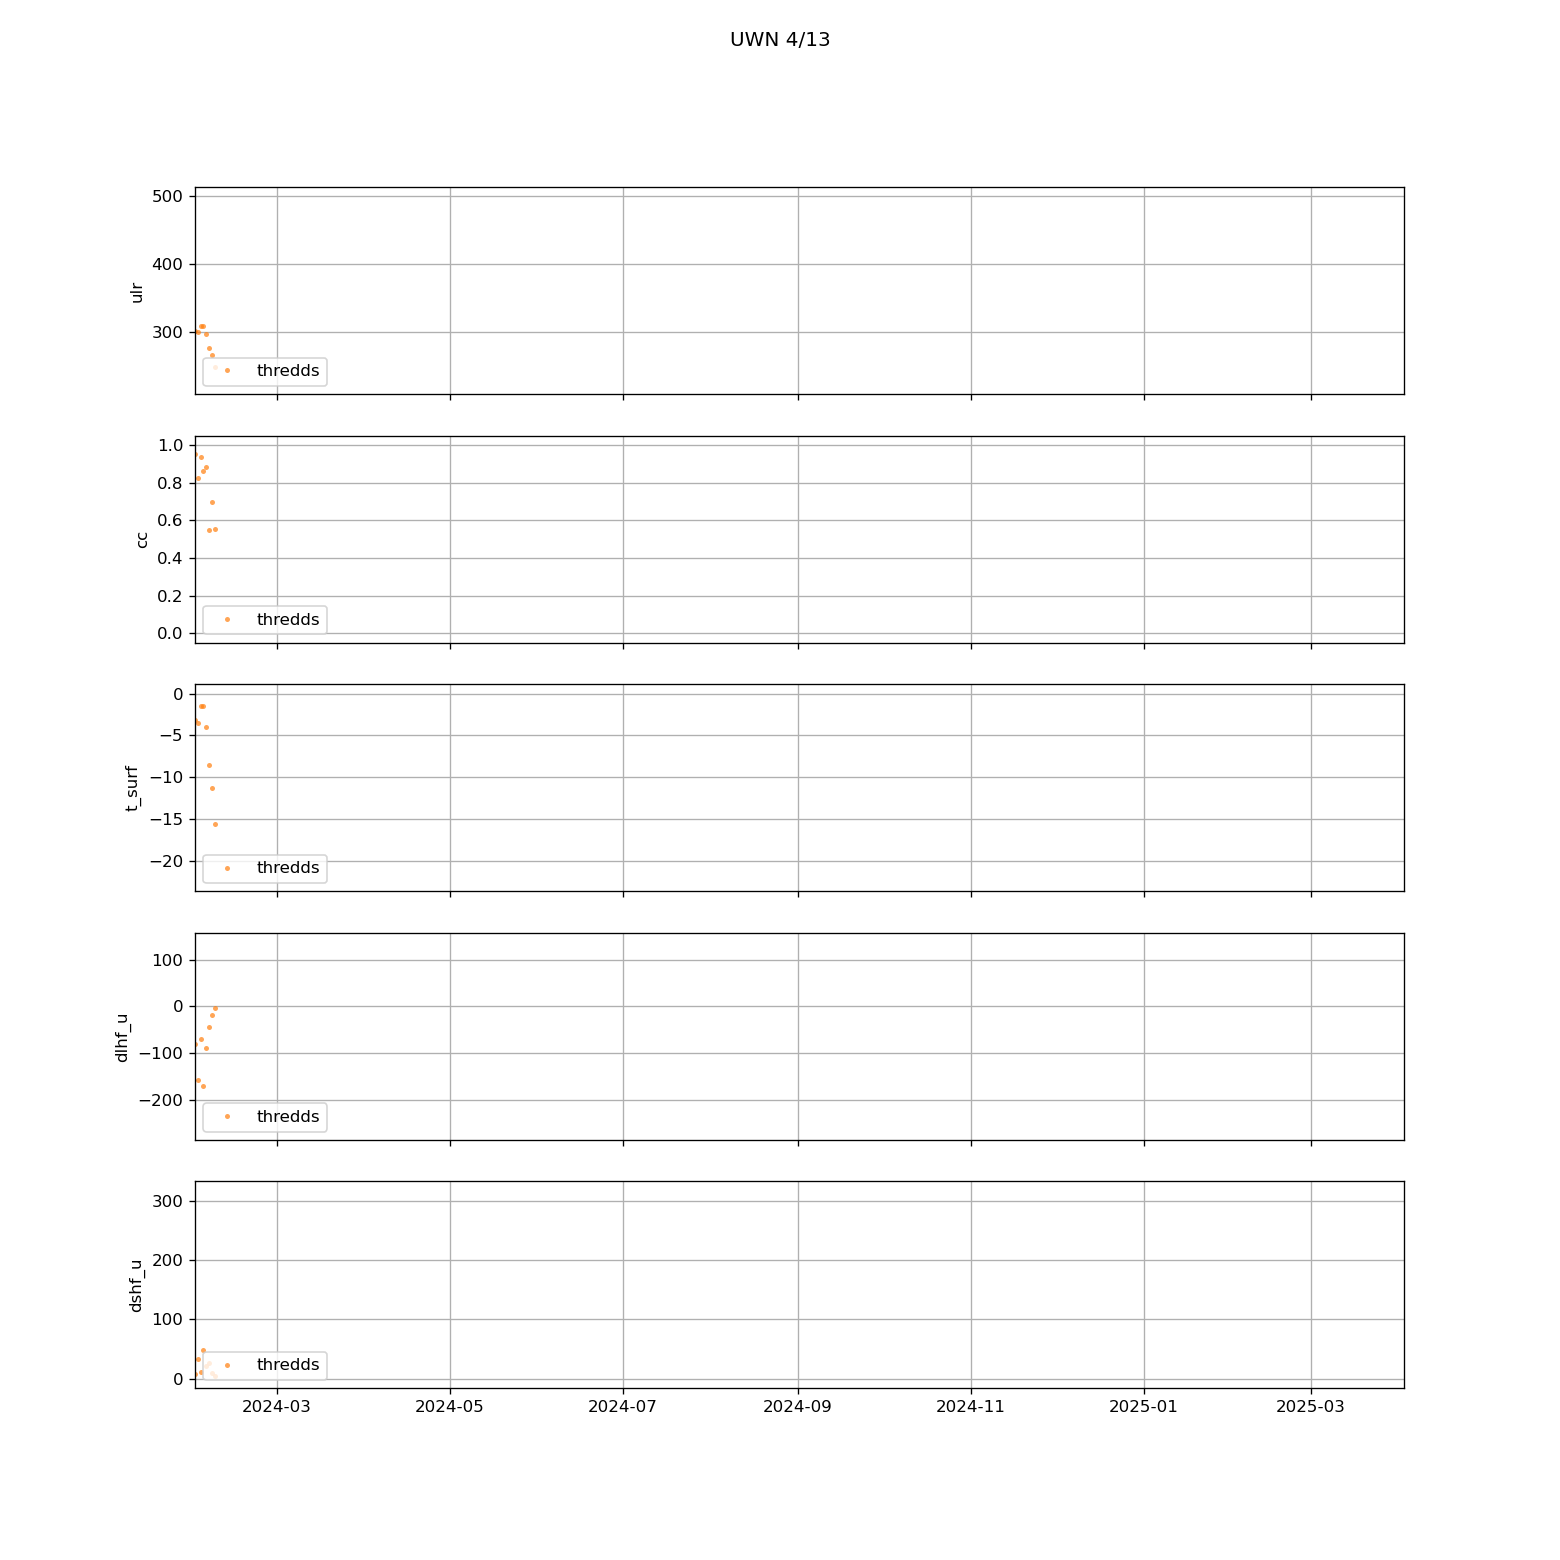 UWN 4/13
500
400
300
ulr
thredds
1.0
0.8
0.6
0.4
0.2
0.0
cc
thredds
0
−5
−10
−15
−20
t_surf
thredds
100
0
−100
−200
dlhf_u
thredds
300
200
100
0
dshf_u
thredds
2024-03 2024-05 2024-07 2024-09 2024-11 2025-01 2025-03